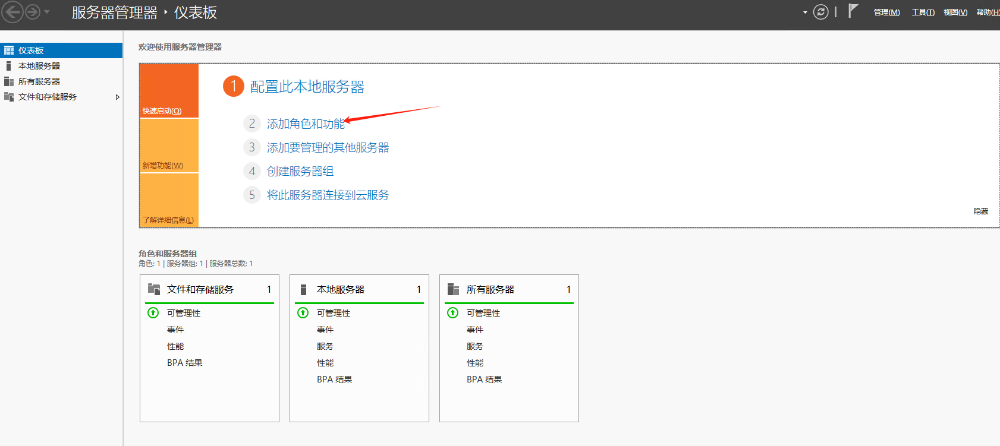 服务器管理器 · 仪表板
管理(M) 工具(T) 视图(V) 帮助(H)
仪表板
本地服务器
所有服务器
文件和存储服务
欢迎使用服务器管理器
快速启动(Q)
新增功能(W)
了解详细信息(L)
1 配置此本地服务器
2 添加角色和功能
3 添加要管理的其他服务器
4 创建服务器组
5 将此服务器连接到云服务
隐藏
角色和服务器组
角色: 1 | 服务器组: 1 | 服务器总数: 1
文件和存储服务 1
可管理性
事件
性能
BPA 结果
本地服务器 1
可管理性
事件
服务
性能
BPA 结果
所有服务器 1
可管理性
事件
服务
性能
BPA 结果